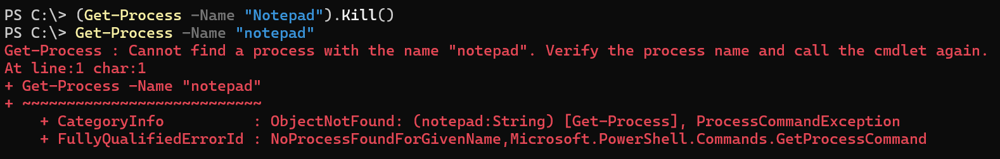 PS C:\> (Get-Process -Name "Notepad").Kill()
PS C:\> Get-Process -Name "notepad"
Get-Process : Cannot find a process with the name "notepad". Verify the process name and call the cmdlet again.
At line:1 char:1
+ Get-Process -Name "notepad"
+ ~~~~~~~~~~~~~~~~~~~~~~~~~~~
    + CategoryInfo          : ObjectNotFound: (notepad:String) [Get-Process], ProcessCommandException
    + FullyQualifiedErrorId : NoProcessFoundForGivenName,Microsoft.PowerShell.Commands.GetProcessCommand